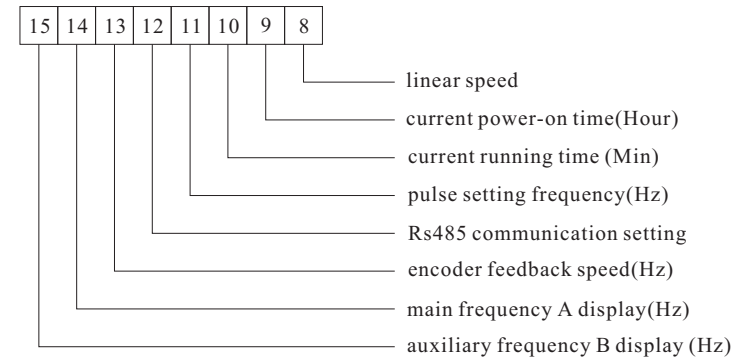 15 14 13 12 11 10 9 8
linear speed
current power-on time(Hour)
current running time (Min)
pulse setting frequency(Hz)
Rs485 communication setting
encoder feedback speed(Hz)
main frequency A display(Hz)
auxiliary frequency B display (Hz)